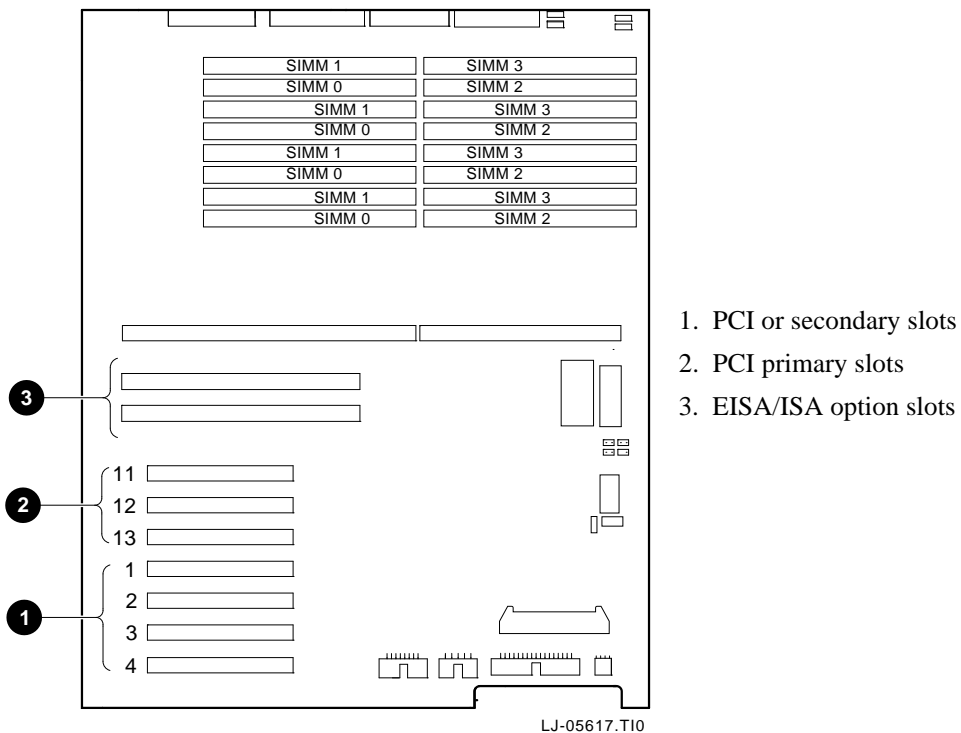 SIMM 1 SIMM 3
SIMM 0 SIMM 2
SIMM 1 SIMM 3
SIMM 0 SIMM 2
SIMM 1 SIMM 3
SIMM 0 SIMM 2
SIMM 1 SIMM 3
SIMM 0 SIMM 2
3
11
2
12
13
1
1
2
3
4
1. PCI or secondary slots
2. PCI primary slots
3. EISA/ISA option slots
LJ-05617.TI0